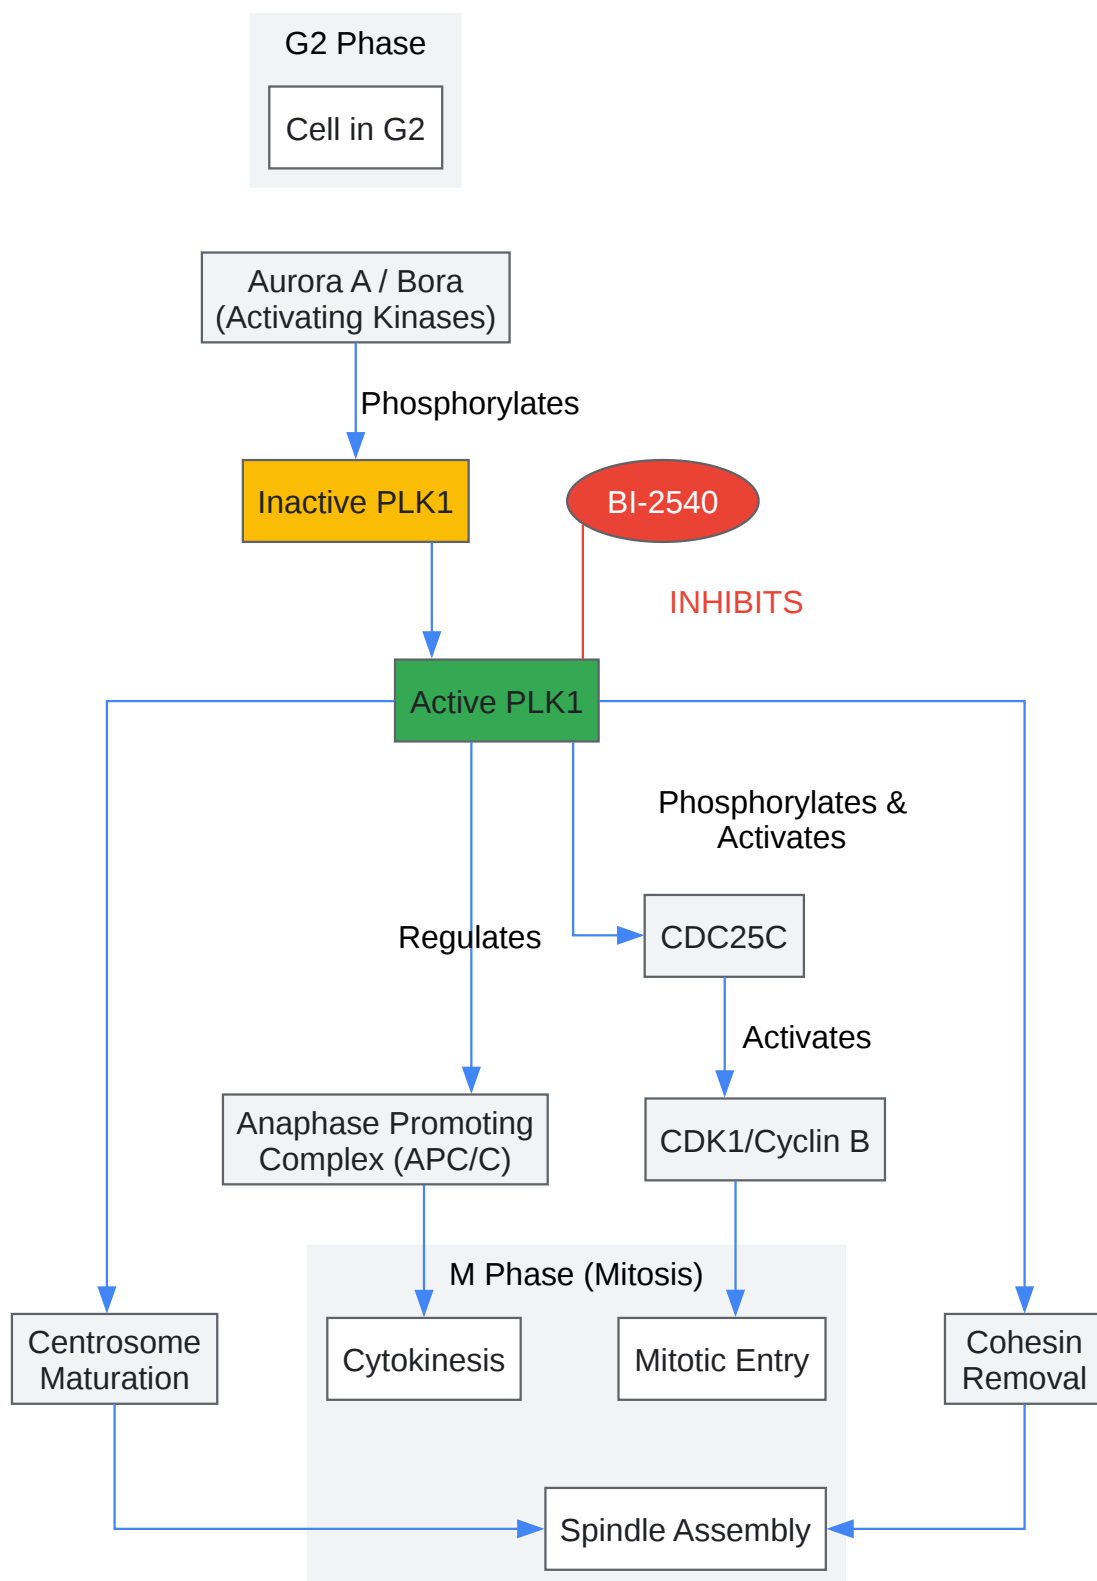 G2 Phase
Cell in G2
Aurora A / Bora
(Activating Kinases)
Phosphorylates
Inactive PLK1
BI-2540
INHIBITS
Active PLK1
Phosphorylates &
Activates
Regulates
CDC25C
Activates
Anaphase Promoting
Complex (APC/C)
CDK1/Cyclin B
M Phase (Mitosis)
Centrosome
Maturation
Cytokinesis
Mitotic Entry
Cohesin
Removal
Spindle Assembly